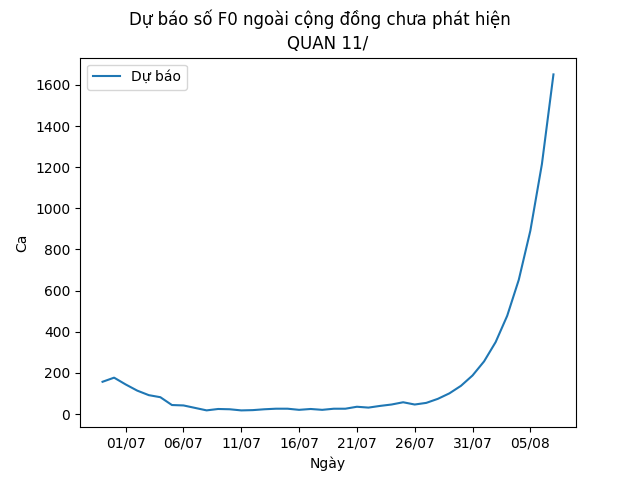 Dự báo số F0 ngoài cộng đồng chưa phát hiện
QUAN 11/
Dự báo
1600
1400
1200
1000
800
600
400
200
0
Ca
01/07 06/07 11/07 16/07 21/07 26/07 31/07 05/08
Ngày